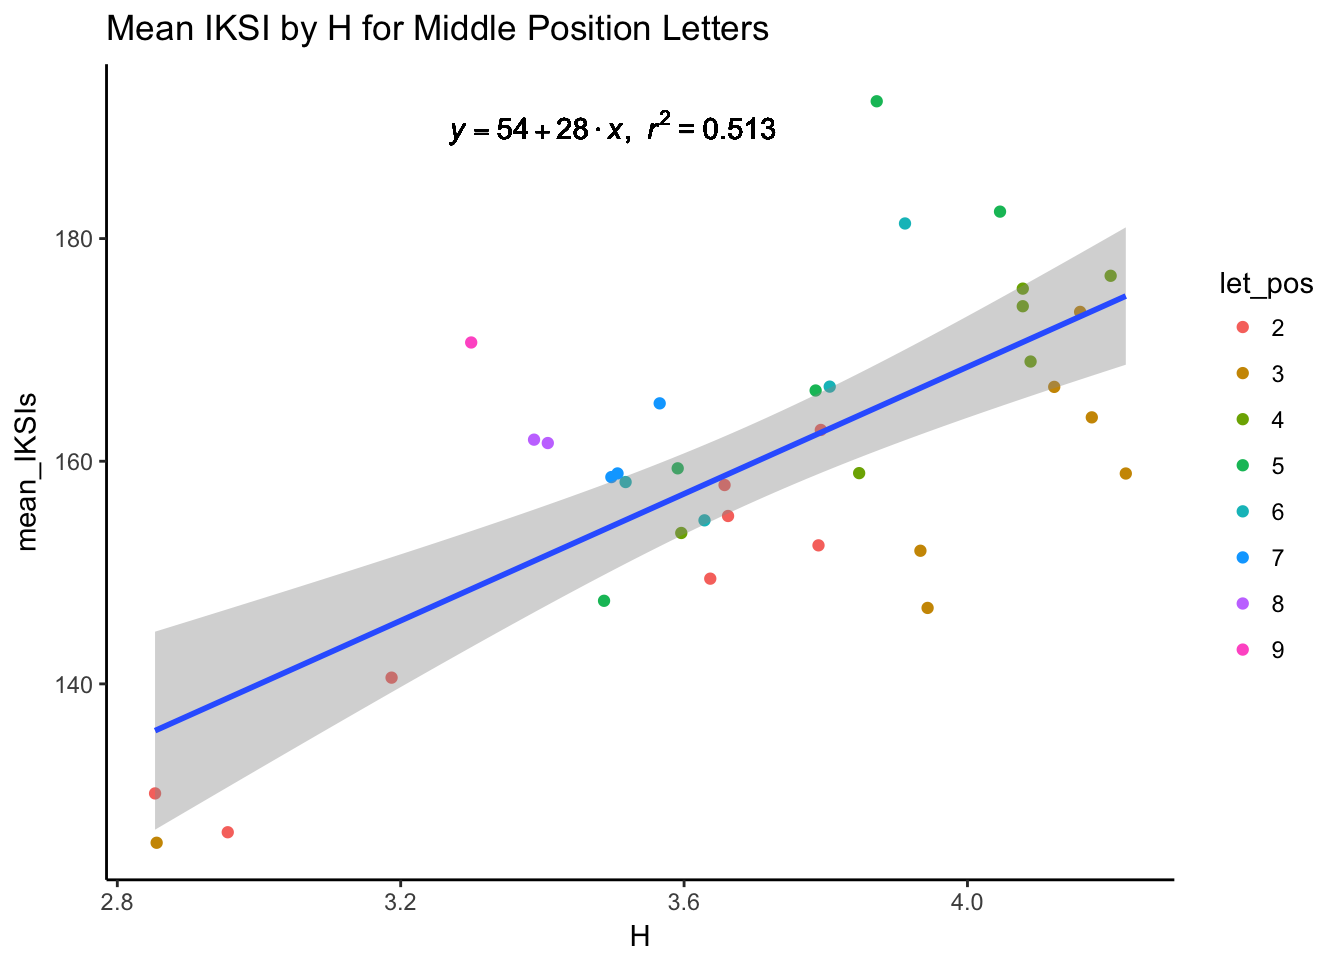 Mean IKSI by H for Middle Position Letters
y = 54 + 28 · x, r² = 0.513
180
160
140
mean_IKSIs
2.8 3.2 3.6 4.0
H
let_pos
2
3
4
5
6
7
8
9